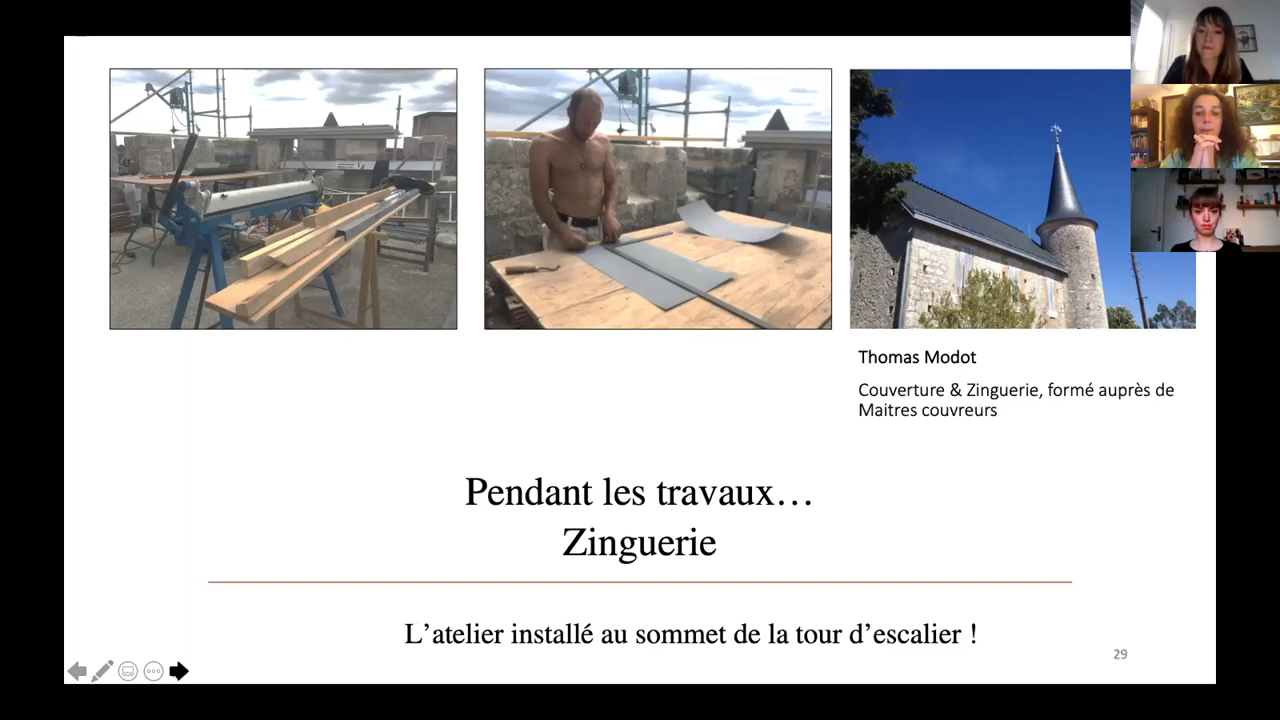 Thomas Modot
Couverture & Zinguerie, formé auprès de
Maitres couvreurs
Pendant les travaux…
Zinguerie
L’atelier installé au sommet de la tour d’escalier !
29